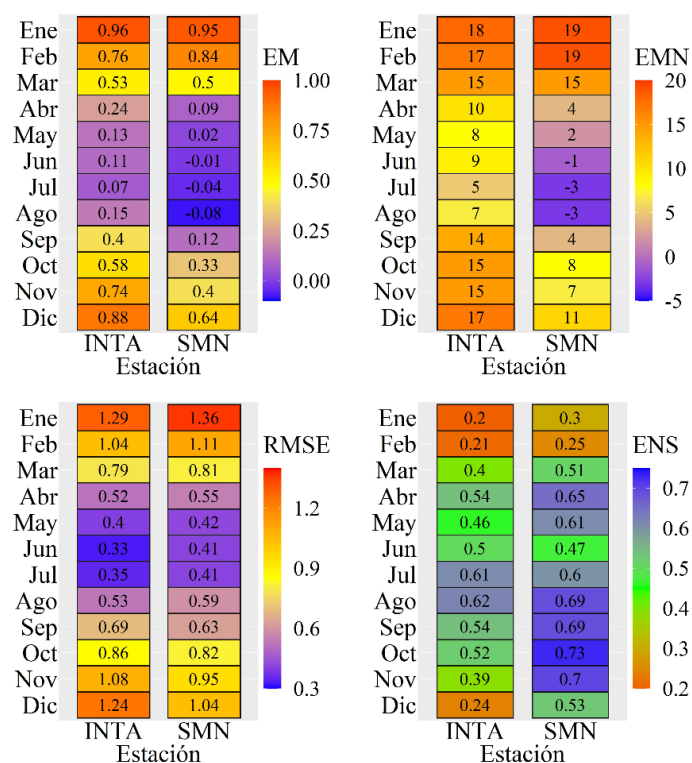 Ene 0.96 0.95
Feb 0.76 0.84
Mar 0.53 0.5
Abr 0.24 0.09
May 0.13 0.02
Jun 0.11 -0.01
Jul 0.07 -0.04
Ago 0.15 -0.08
Sep 0.4 0.12
Oct 0.58 0.33
Nov 0.74 0.4
Dic 0.88 0.64
INTA SMN
Estación
EM
1.00
0.75
0.50
0.25
0.00
Ene 18 19
Feb 17 19
Mar 15 15
Abr 10 4
May 8 2
Jun 9 -1
Jul 5 -3
Ago 7 -3
Sep 14 4
Oct 15 8
Nov 15 7
Dic 17 11
INTA SMN
Estación
EMN
20
15
10
5
0
-5
Ene 1.29 1.36
Feb 1.04 1.11
Mar 0.79 0.81
Abr 0.52 0.55
May 0.4 0.42
Jun 0.33 0.41
Jul 0.35 0.41
Ago 0.53 0.59
Sep 0.69 0.63
Oct 0.86 0.82
Nov 1.08 0.95
Dic 1.24 1.04
INTA SMN
Estación
RMSE
1.2
0.9
0.6
0.3
Ene 0.2 0.3
Feb 0.21 0.25
Mar 0.4 0.51
Abr 0.54 0.65
May 0.46 0.61
Jun 0.5 0.47
Jul 0.61 0.6
Ago 0.62 0.69
Sep 0.54 0.69
Oct 0.52 0.73
Nov 0.39 0.7
Dic 0.24 0.53
INTA SMN
Estación
ENS
0.7
0.6
0.5
0.4
0.3
0.2